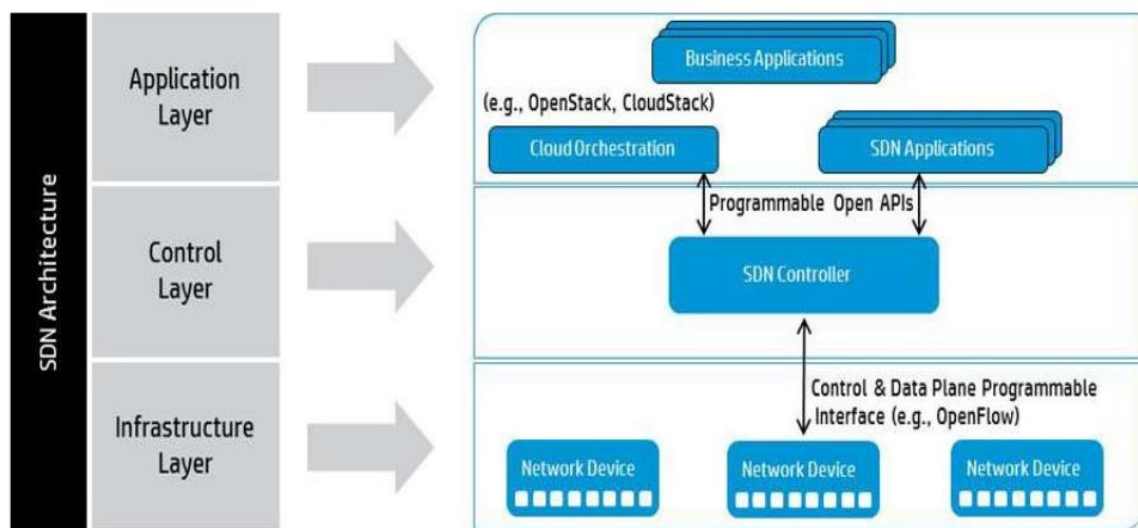 SDN Architecture
Application
Layer
Business Applications
(e.g., OpenStack, CloudStack)
Cloud Orchestration
SDN Applications
Programmable Open APIs
Control
Layer
SDN Controller
Infrastructure
Layer
Control & Data Plane Programmable
Interface (e.g., OpenFlow)
Network Device
Network Device
Network Device